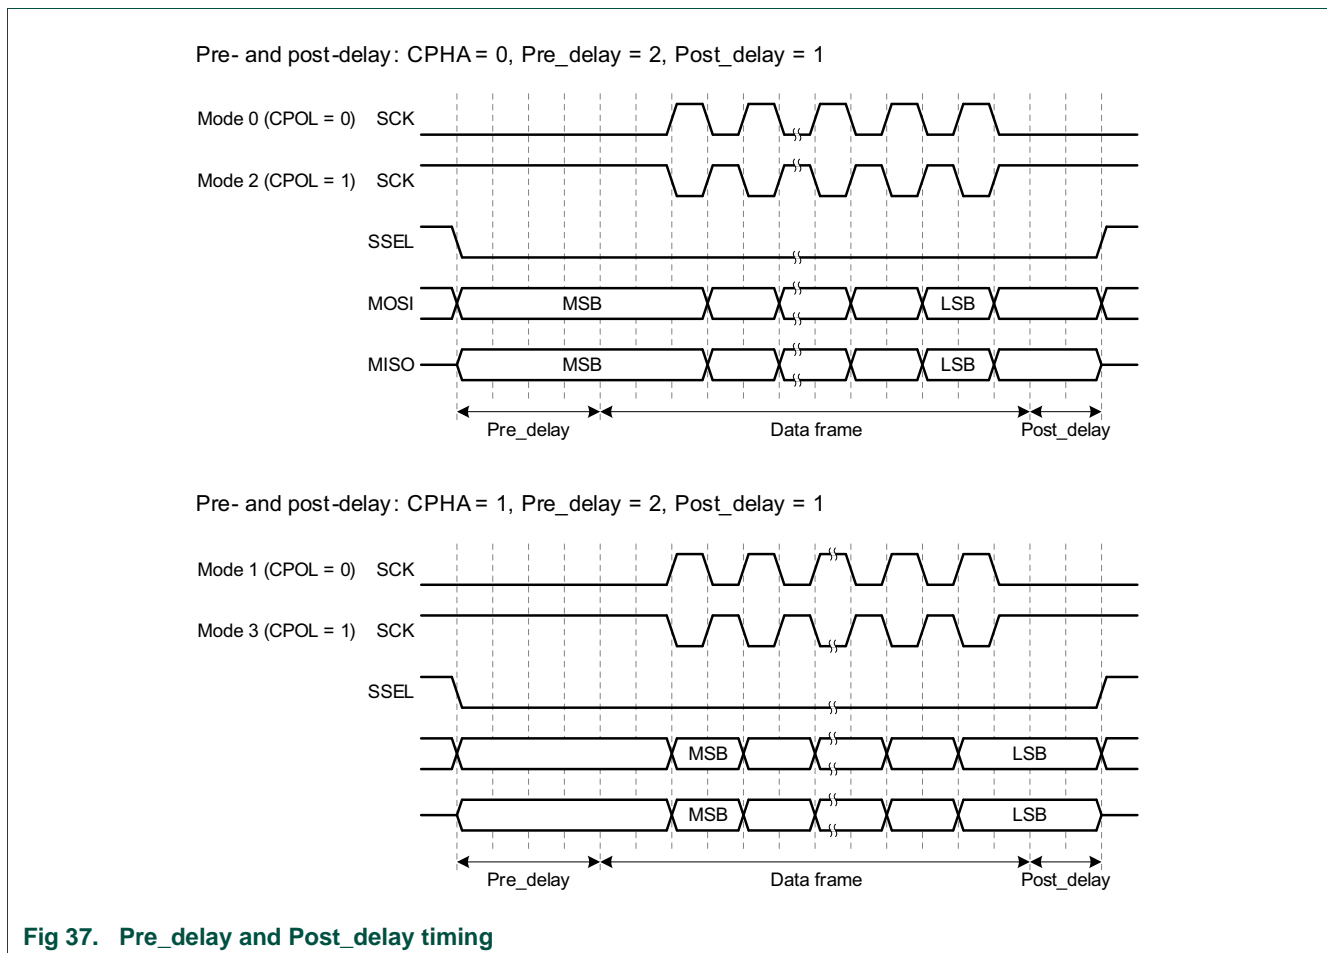 Pre- and post-delay: CPHA = 0, Pre_delay = 2, Post_delay = 1
Mode 0 (CPOL = 0) SCK
Mode 2 (CPOL = 1) SCK
SSEL
MOSI MSB LSB
MISO MSB LSB
Pre_delay Data frame Post_delay
Pre- and post-delay: CPHA = 1, Pre_delay = 2, Post_delay = 1
Mode 1 (CPOL = 0) SCK
Mode 3 (CPOL = 1) SCK
SSEL
MSB LSB
MSB LSB
Pre_delay Data frame Post_delay
Fig 37. Pre_delay and Post_delay timing